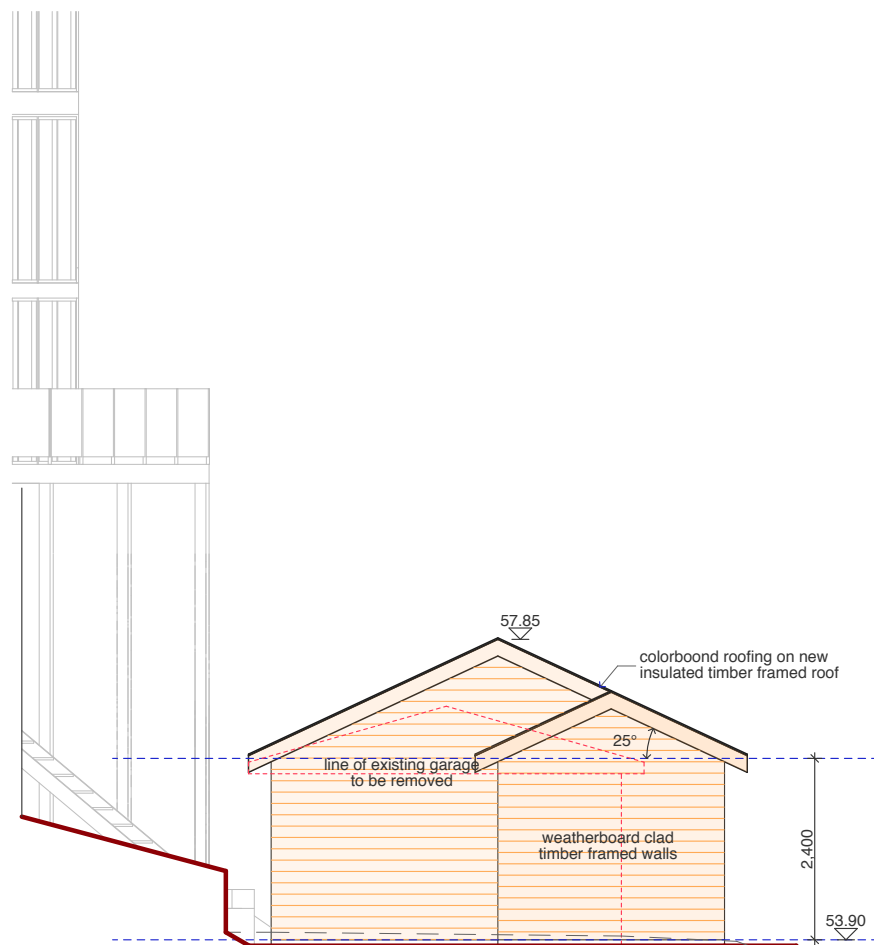 57.85
colorboond roofing on new
insulated timber framed roof
25°
line of existing garage
to be removed
weatherboard clad
timber framed walls
2,400
53.90